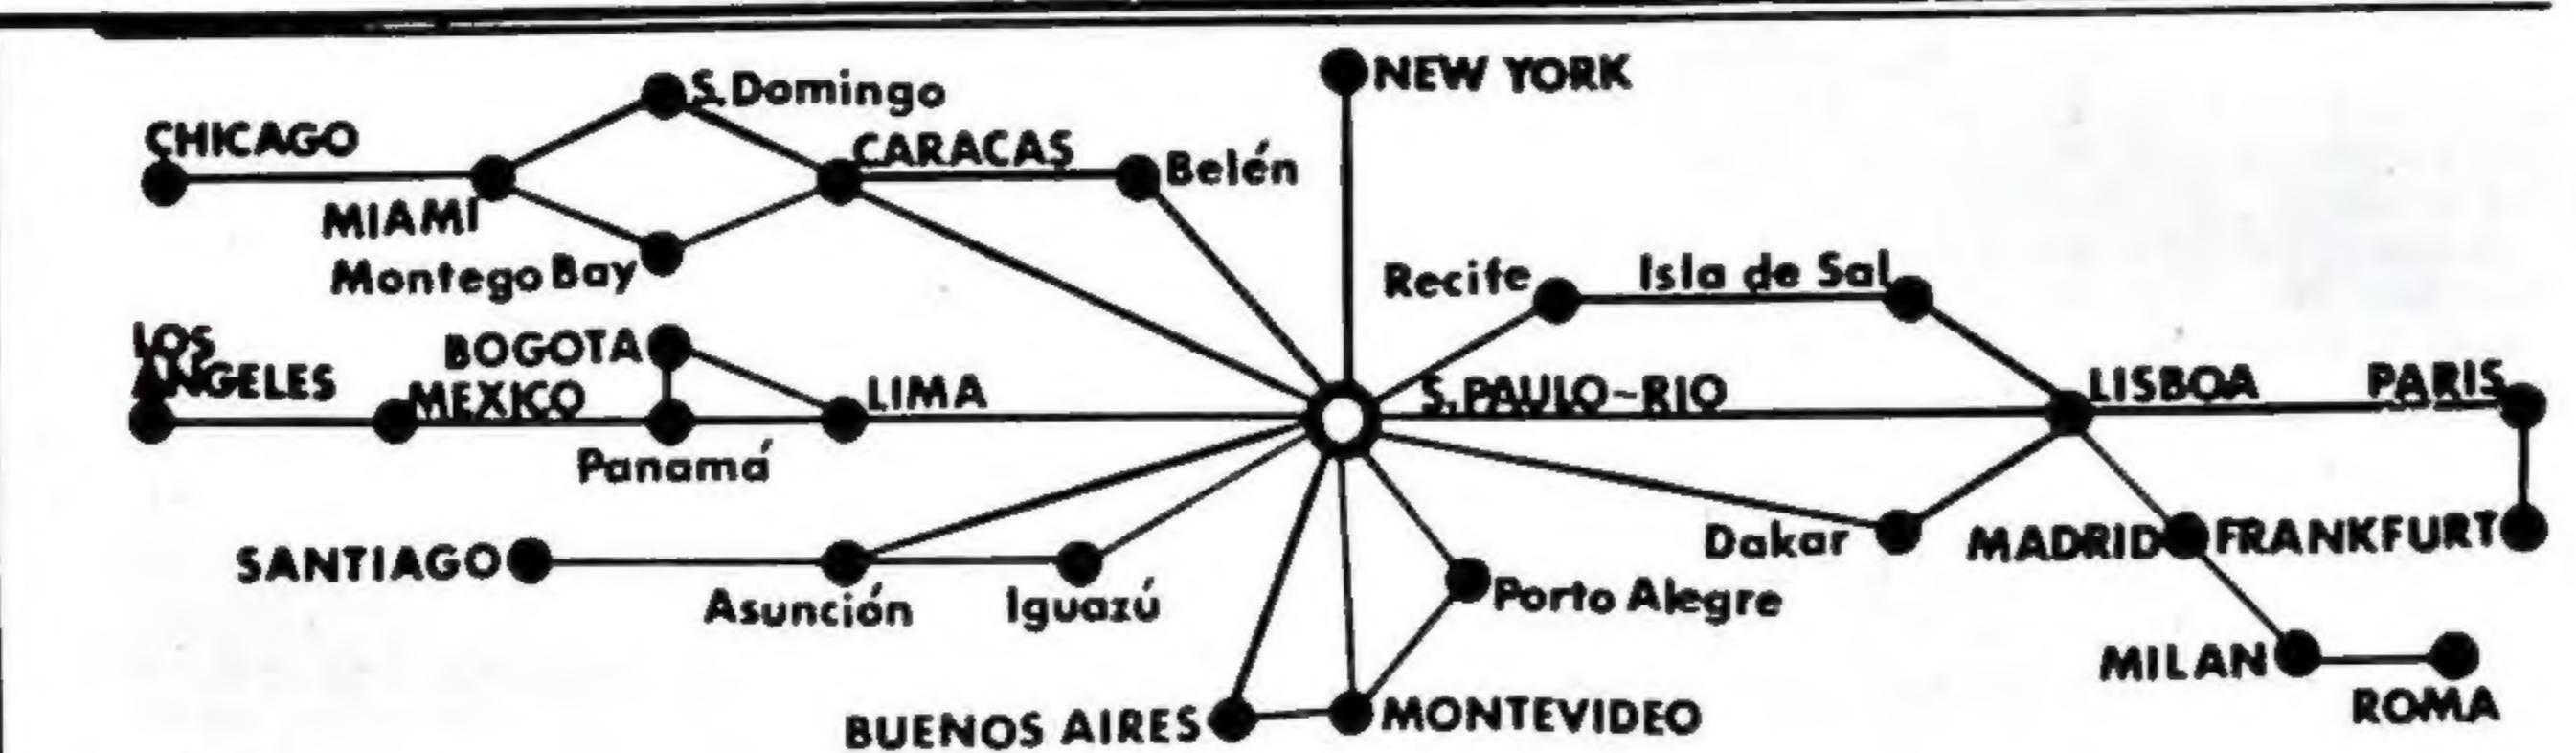 NEW YORK
S. Domingo
CHICAGO
CARACAS
Belén
MIAMI
Montego Bay
Recife
Isla de Sal
LOS
ANGELES
BOGOTA
MEXICO
LIMA
S. PAULO-RIO
LISBOA
PARIS
Panamá
SANTIAGO
Asunción
Iguazú
Dakar
MADRID
FRANKFURT
Porto Alegre
MILAN
ROMA
BUENOS AIRES
MONTEVIDEO